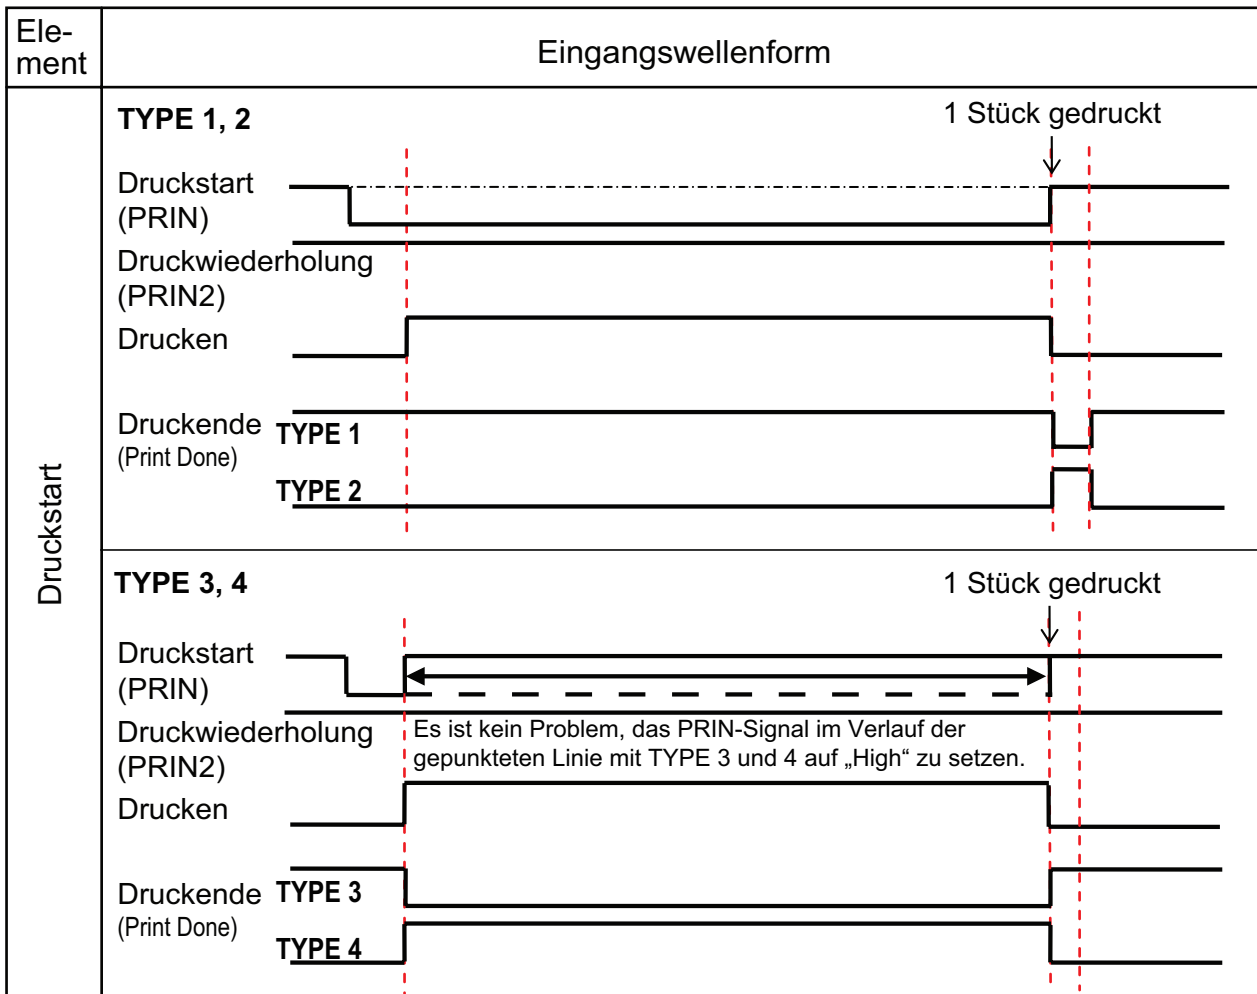 Ele-
ment
Eingangswellenform
Druckstart
TYPE 1, 2
1 Stück gedruckt
Druckstart
(PRIN)
Druckwiederholung
(PRIN2)
Drucken
Druckende TYPE 1
(Print Done)
TYPE 2
TYPE 3, 4
1 Stück gedruckt
Druckstart
(PRIN)
Druckwiederholung
(PRIN2)
Es ist kein Problem, das PRIN-Signal im Verlauf der
gepunkteten Linie mit TYPE 3 und 4 auf „High“ zu setzen.
Drucken
Druckende TYPE 3
(Print Done)
TYPE 4